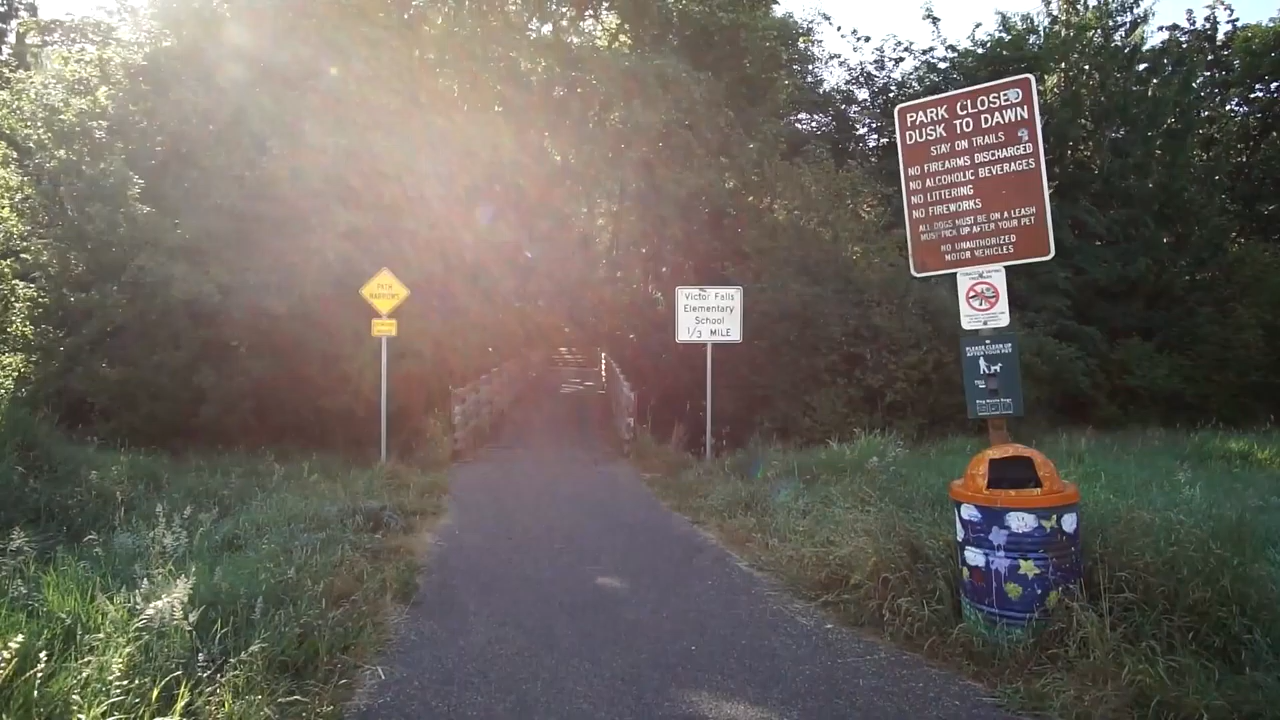 PATH
NARROWS
Victor Falls
Elementary
School
1/3 MILE
PARK CLOSED
DUSK TO DAWN
STAY ON TRAILS
NO FIREARMS DISCHARGED
NO ALCOHOLIC BEVERAGES
NO LITTERING
NO FIREWORKS
ALL DOGS MUST BE ON A LEASH
MUST PICK UP AFTER YOUR PET
NO UNAUTHORIZED
MOTOR VEHICLES
PLEASE CLEAN UP
AFTER YOUR PET